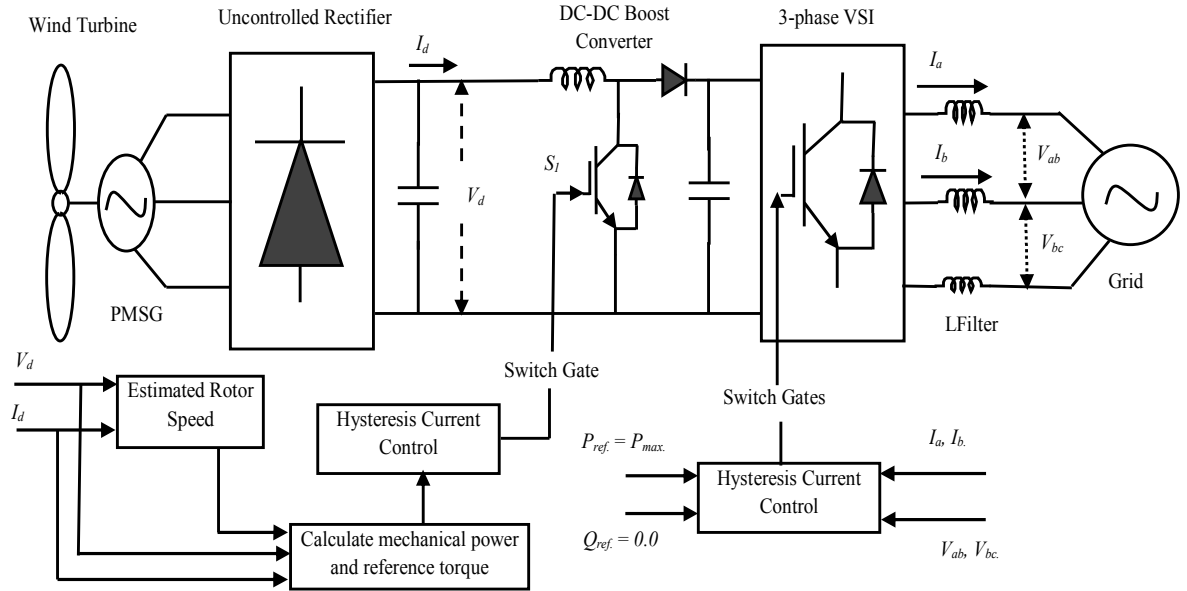 Wind Turbine
Uncontrolled Rectifier
DC-DC Boost
Converter
3-phase VSI
I_d
I_a
I_b
S_1
V_d
V_ab
V_bc
PMSG
Grid
LFilter
V_d
I_d
Estimated Rotor
Speed
Switch Gate
Switch Gates
Hysteresis Current
Control
P_ref. = P_max.
Q_ref. = 0.0
Hysteresis Current
Control
I_a, I_b.
V_ab, V_bc.
Calculate mechanical power
and reference torque